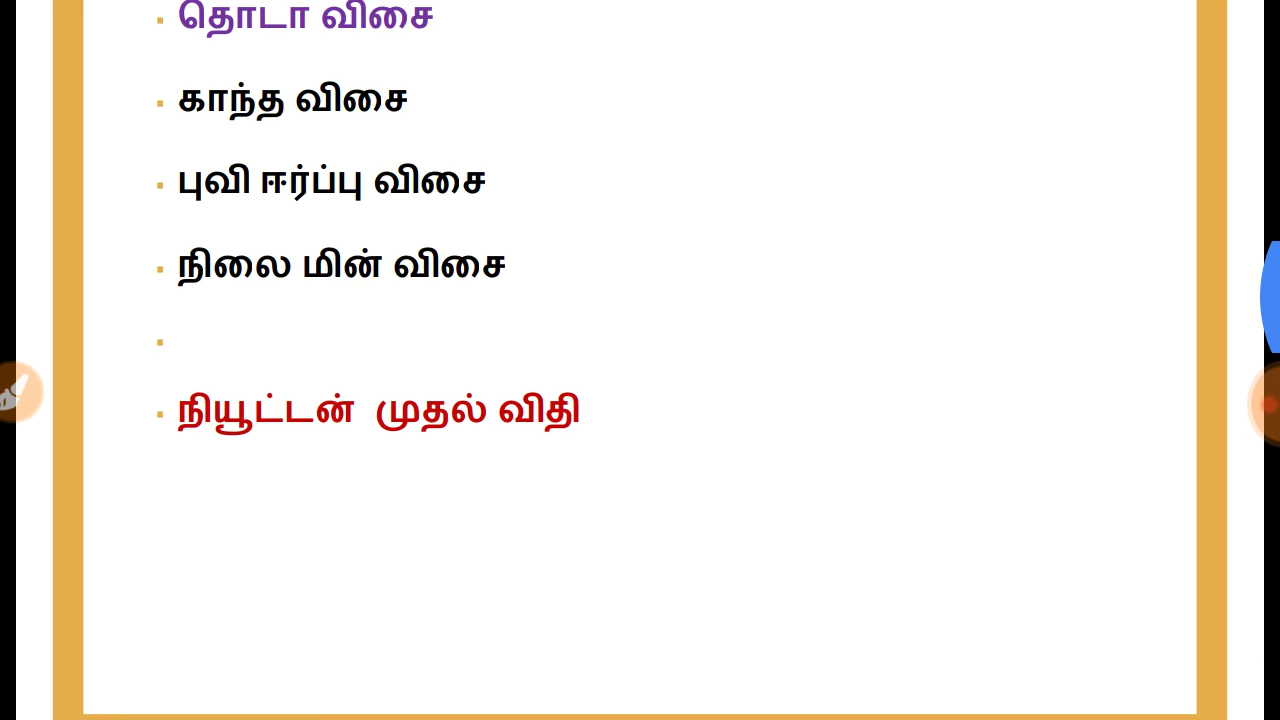 தொடா விசை
காந்த விசை
புவி ஈர்ப்பு விசை
நிலை மின் விசை
நியூட்டன் முதல் விதி